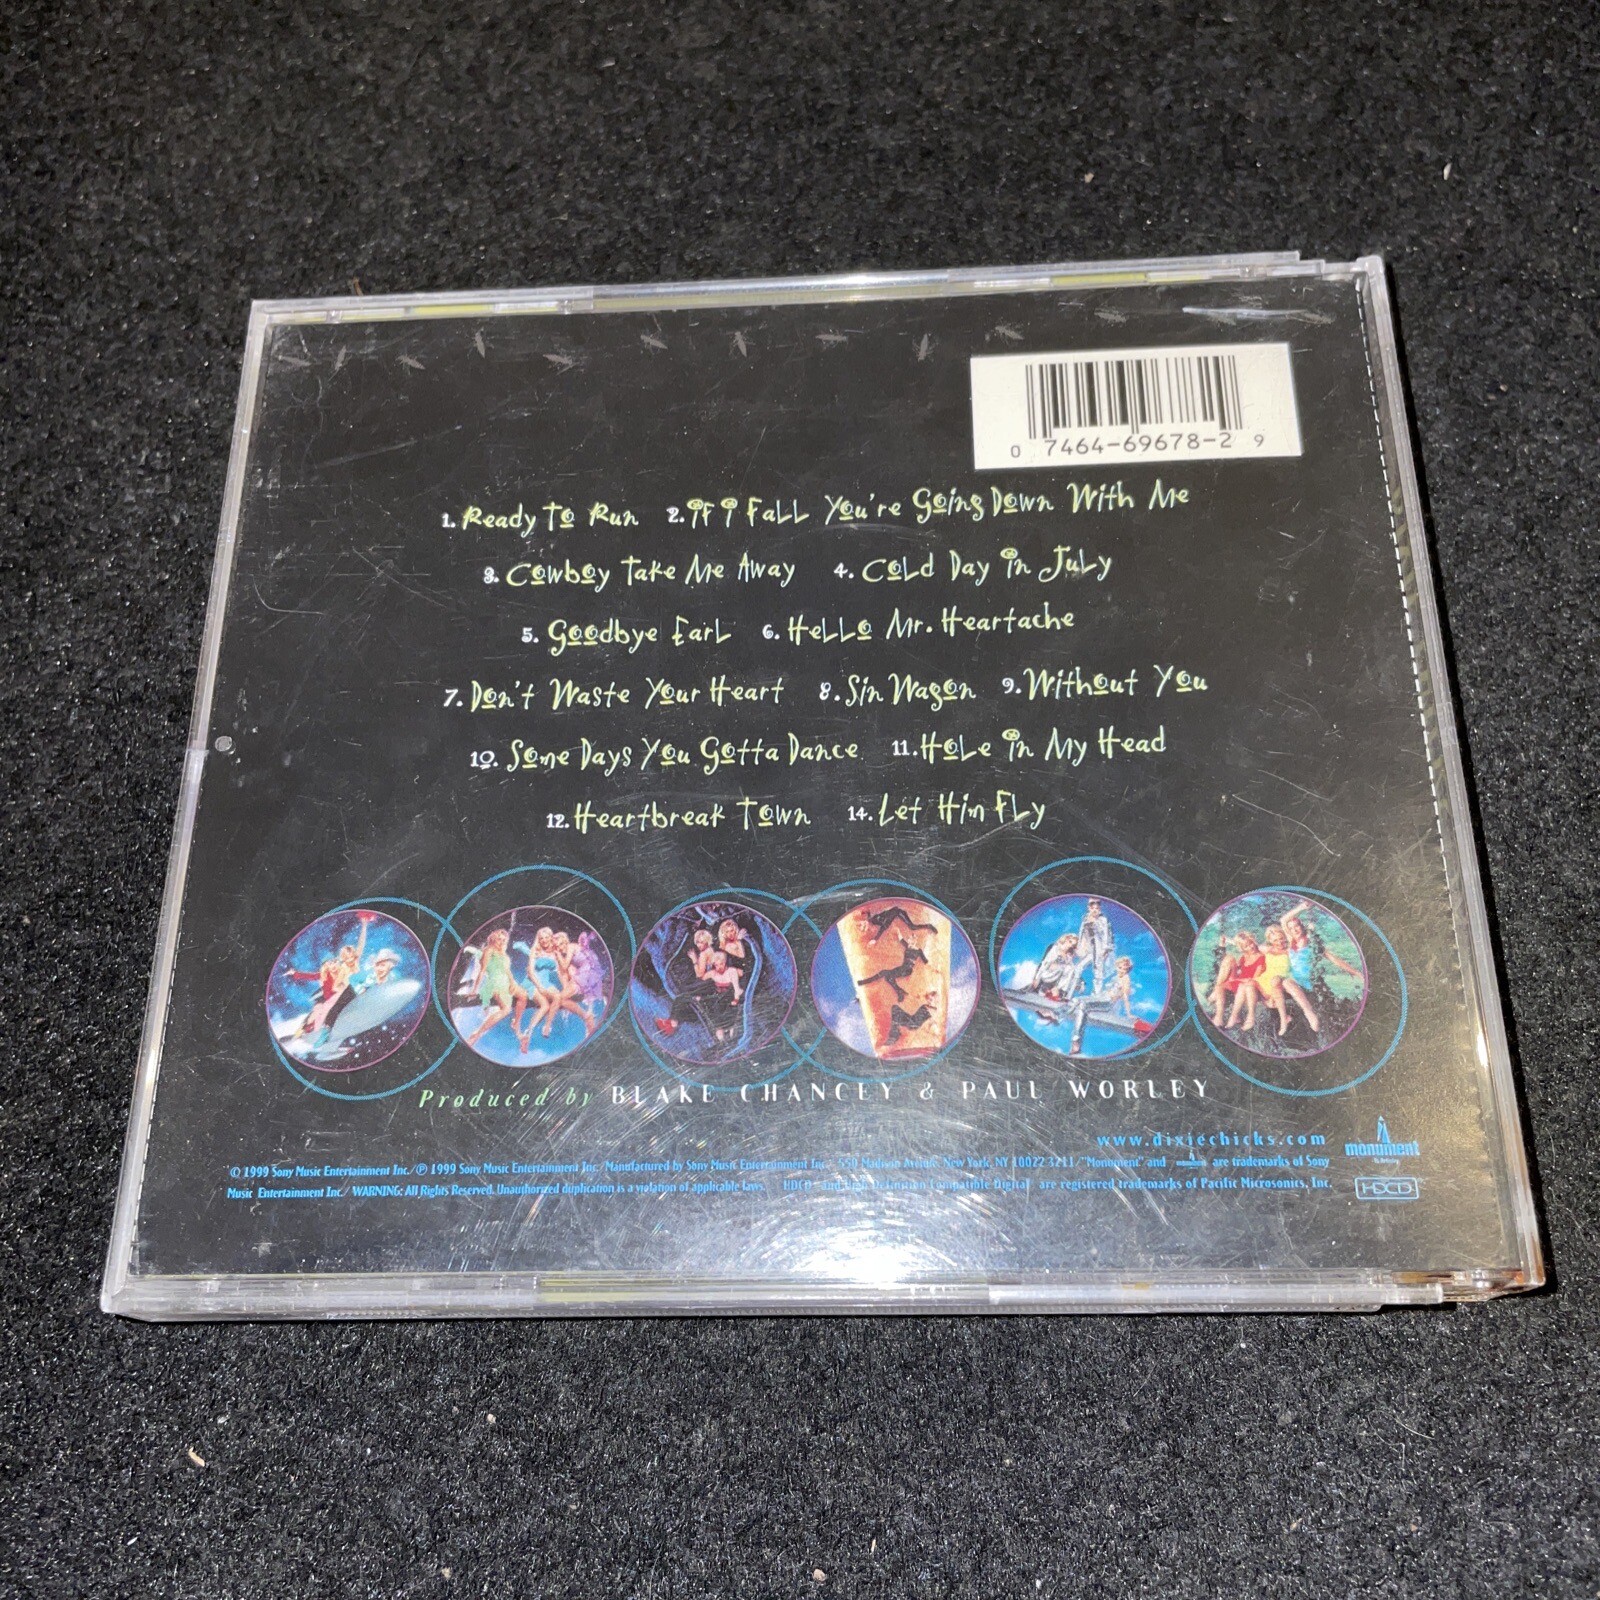 0 7464-69678-2 9
1. Ready To Run 2. If I Fall You're Going Down With Me
3. Cowboy Take Me Away 4. Cold Day in July
5. Goodbye Earl 6. Hello Mr. Heartache
7. Don't Waste Your Heart 8. Sin Wagon 9. Without You
10. Some Days You Gotta Dance 11. Hole in My Head
12. Heartbreak Town 14. Let Him Fly
Produced by BLAKE CHANCEY & PAUL WORLEY
www.dixiechicks.com
monument
© 1999 Sony Music Entertainment Inc./℗ 1999 Sony Music Entertainment Inc./Manufactured by Sony Music Entertainment Inc./550 Madison Avenue, New York, NY 10022-3211/"Monument" and are trademarks of Sony
Music Entertainment Inc./WARNING: All Rights Reserved. Unauthorized duplication is a violation of applicable laws. HDCD and High Definition Compatible Digital are registered trademarks of Pacific Microsonics, Inc.
HDCD